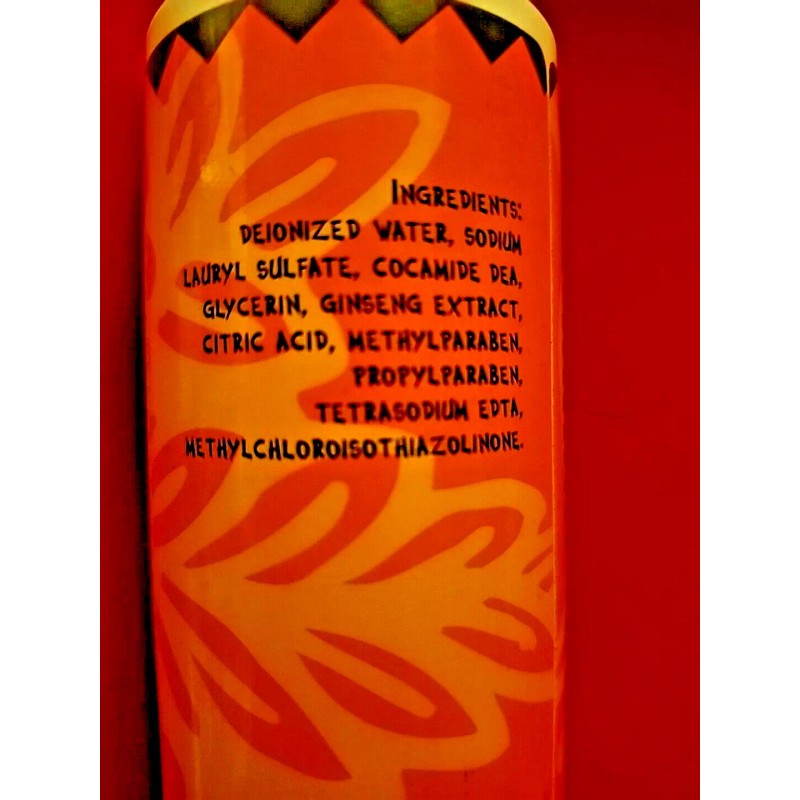 INGREDIENTS:
DEIONIZED WATER, SODIUM
LAURYL SULFATE, COCAMIDE DEA,
GLYCERIN, GINSENG EXTRACT,
CITRIC ACID, METHYLPARABEN,
PROPYLPARABEN,
TETRASODIUM EDTA,
METHYLCHLOROISOTHIAZOLINONE.